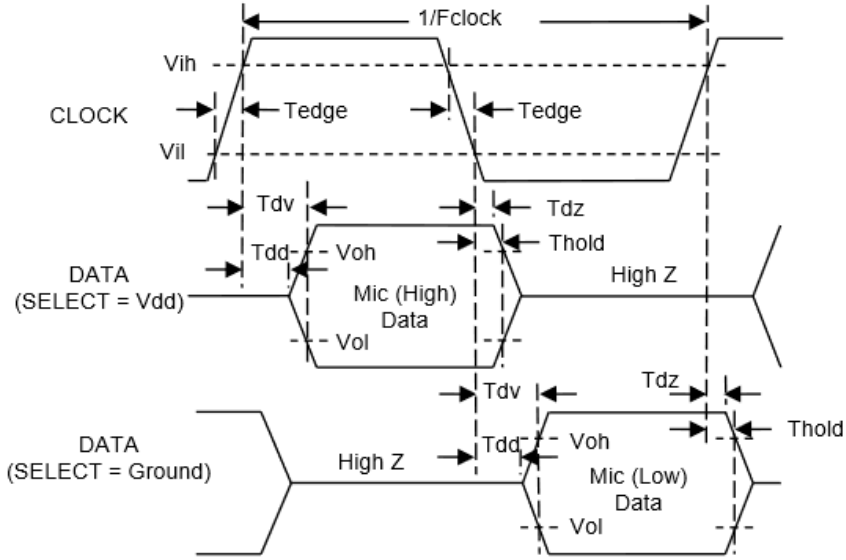 1/Fclock
Vih
CLOCK
Tedge
Tedge
Vil
Tdv
Tdz
Tdd
Voh
Thold
DATA
(SELECT = Vdd)
Mic (High)
Data
High Z
Vol
Tdv
Tdz
Tdd
Voh
Thold
DATA
(SELECT = Ground)
High Z
Mic (Low)
Data
Vol